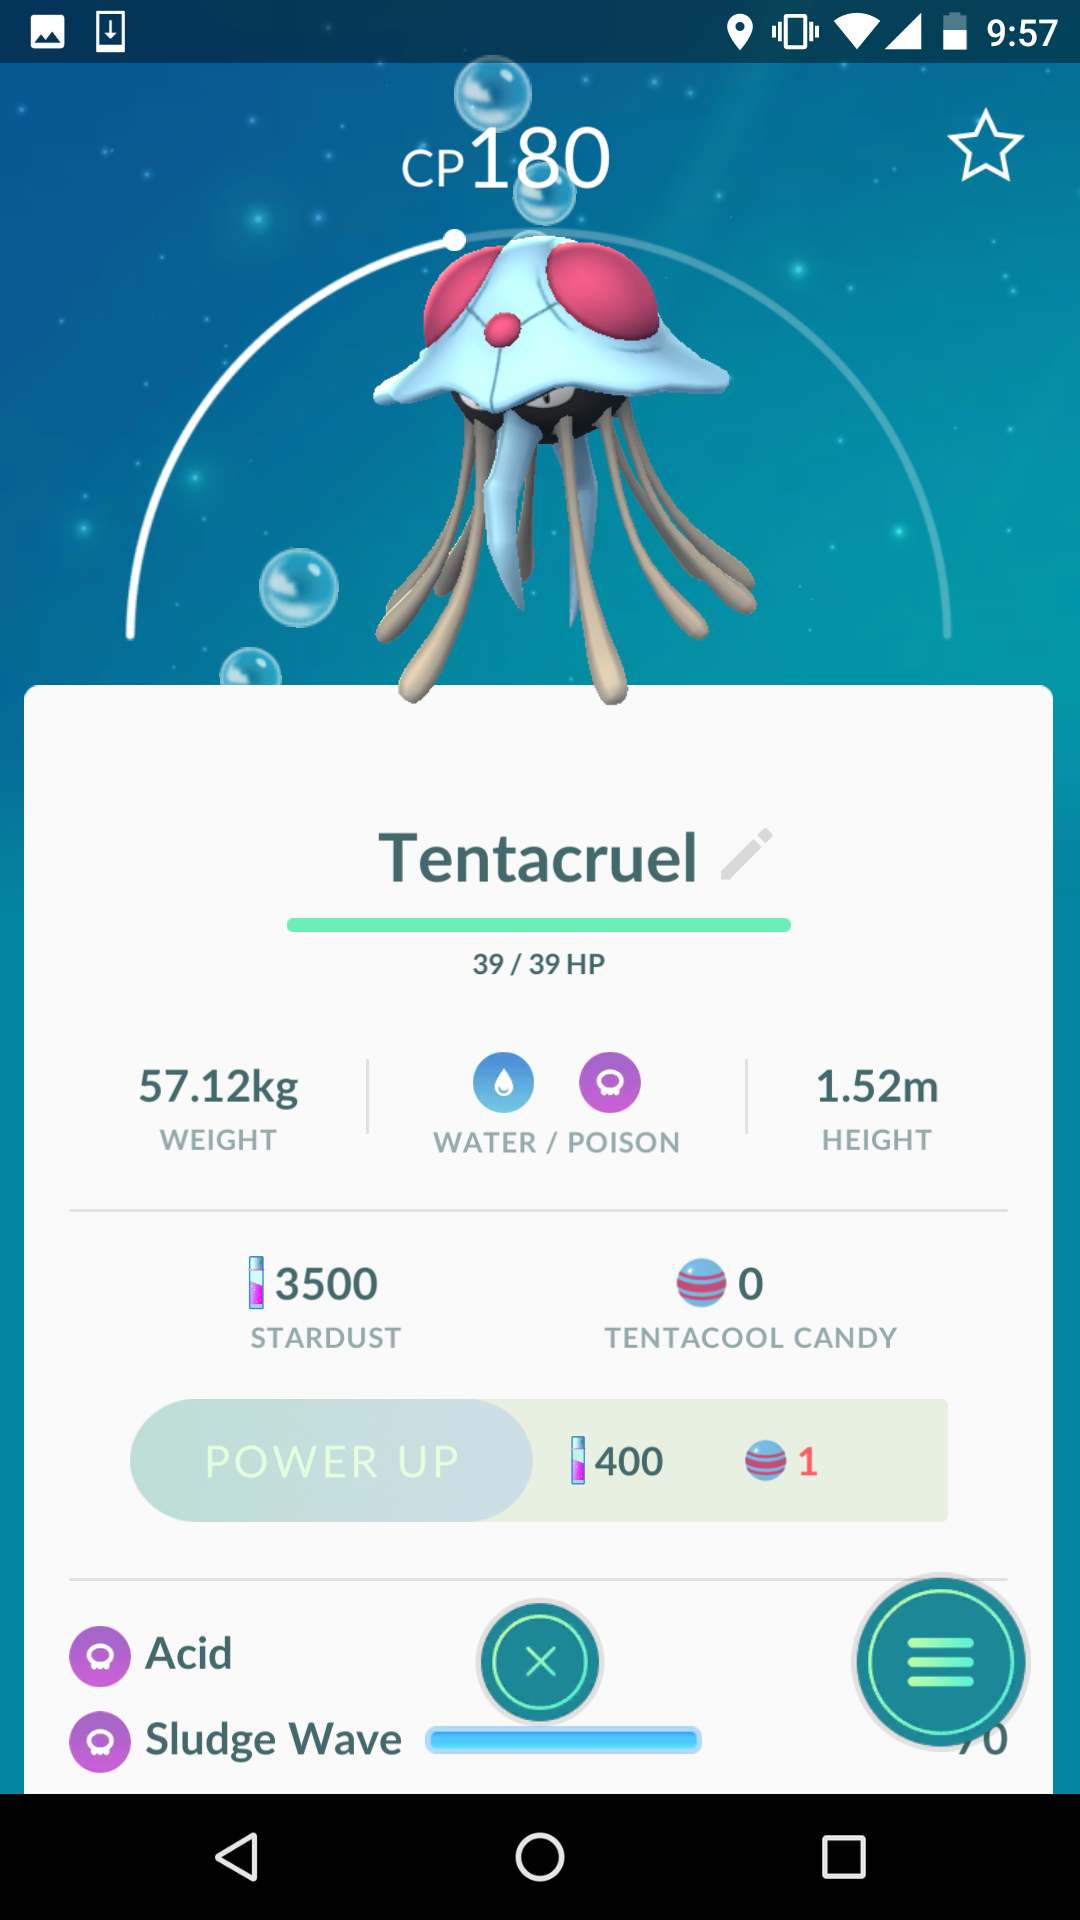 9:57
CP180
Tentacruel
39 / 39 HP
57.12kg
WEIGHT
WATER / POISON
1.52m
HEIGHT
3500
STARDUST
0
TENTACOOL CANDY
POWER UP
400
1
Acid
Sludge Wave
70